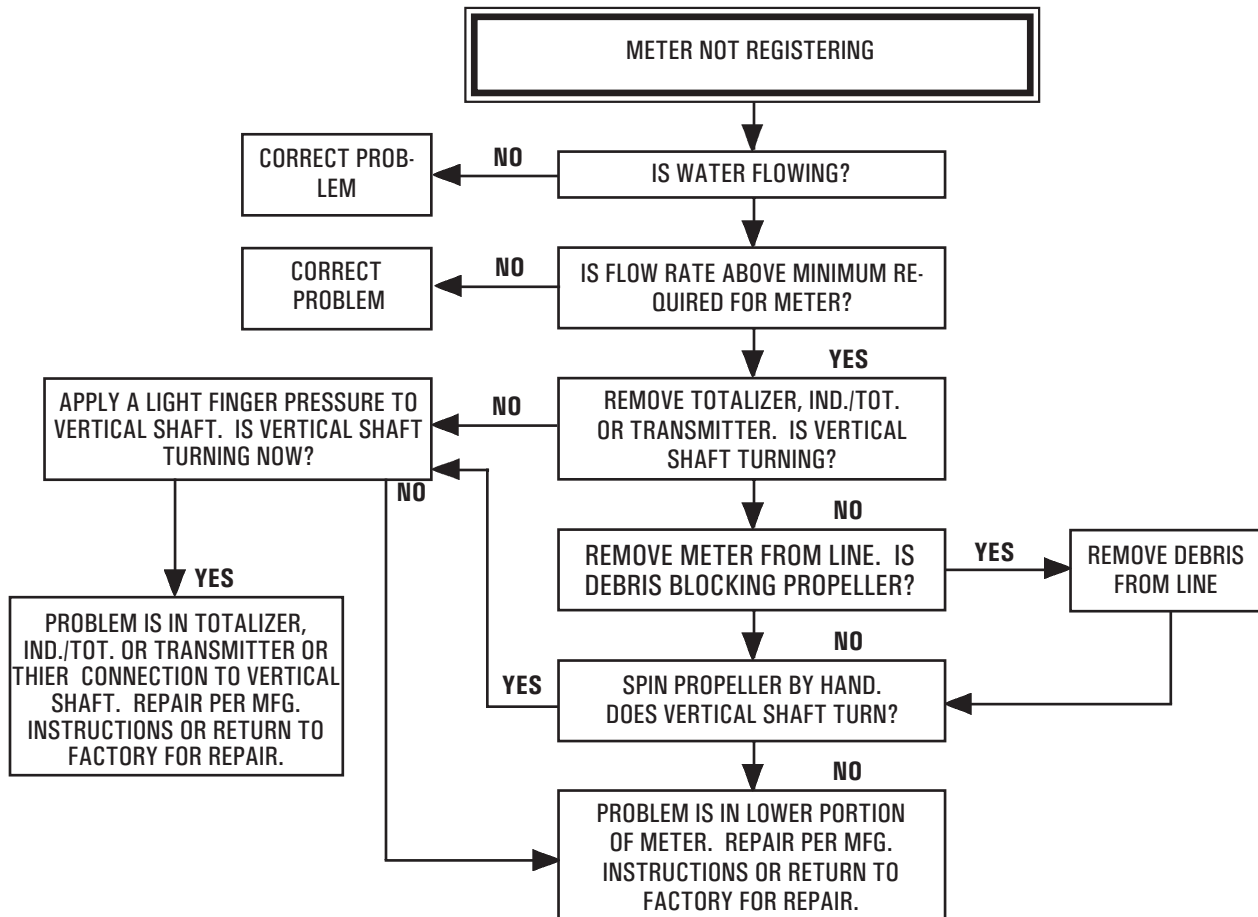 METER NOT REGISTERING
NO
CORRECT PROB-
LEM
IS WATER FLOWING?
NO
CORRECT
PROBLEM
IS FLOW RATE ABOVE MINIMUM RE-
QUIRED FOR METER?
YES
APPLY A LIGHT FINGER PRESSURE TO
VERTICAL SHAFT. IS VERTICAL SHAFT
TURNING NOW?
NO
REMOVE TOTALIZER, IND./TOT.
OR TRANSMITTER. IS VERTICAL
SHAFT TURNING?
NO
NO
REMOVE METER FROM LINE. IS
DEBRIS BLOCKING PROPELLER?
YES
REMOVE DEBRIS
FROM LINE
YES
PROBLEM IS IN TOTALIZER,
IND./TOT. OR TRANSMITTER OR
THIER CONNECTION TO VERTICAL
SHAFT. REPAIR PER MFG.
INSTRUCTIONS OR RETURN TO
FACTORY FOR REPAIR.
NO
YES
SPIN PROPELLER BY HAND.
DOES VERTICAL SHAFT TURN?
NO
PROBLEM IS IN LOWER PORTION
OF METER. REPAIR PER MFG.
INSTRUCTIONS OR RETURN TO
FACTORY FOR REPAIR.